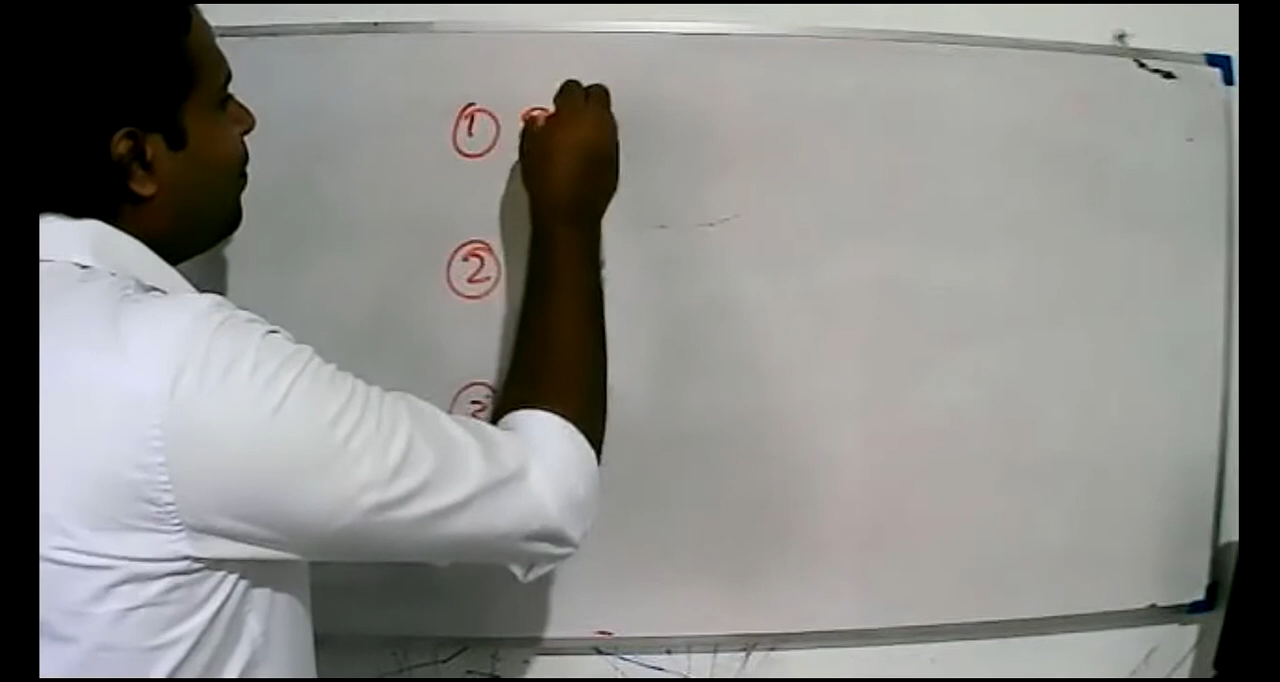 ①
②
③